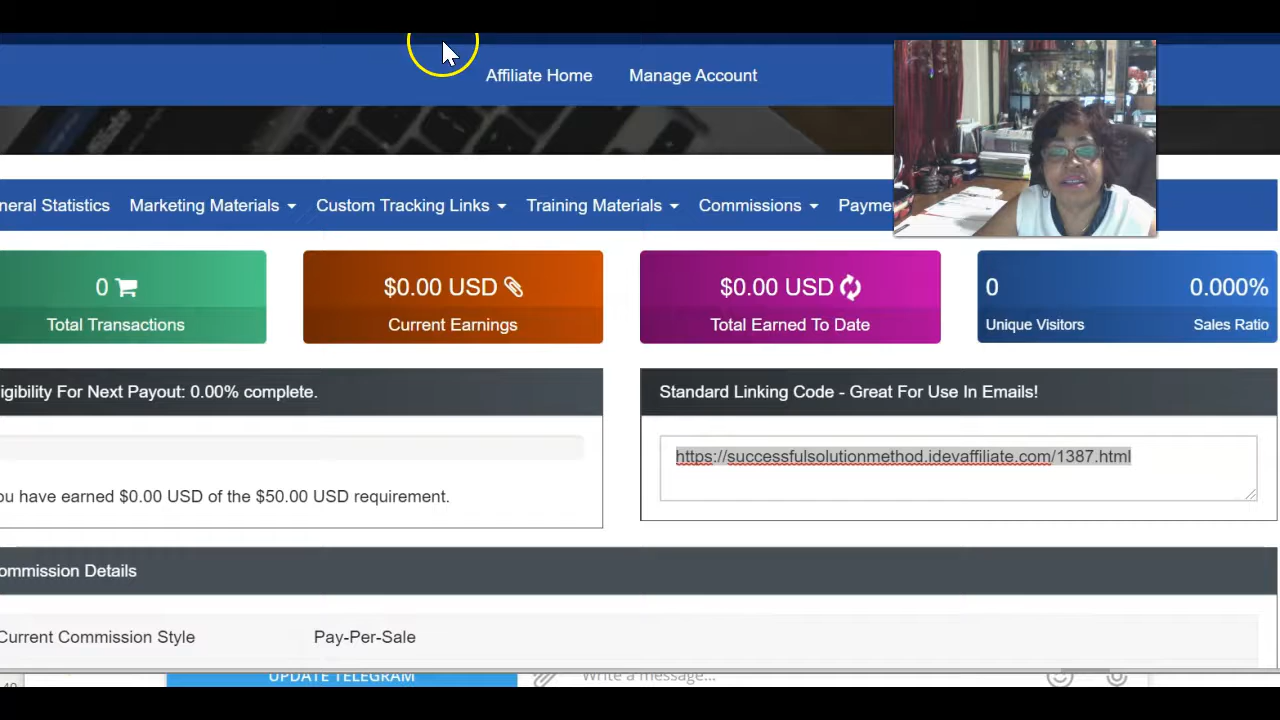 Affiliate Home Manage Account
neral Statistics Marketing Materials Custom Tracking Links Training Materials Commissions Payme
0 $0.00 USD $0.00 USD 0 0.000%
Total Transactions Current Earnings Total Earned To Date Unique Visitors Sales Ratio
igibility For Next Payout: 0.00% complete. Standard Linking Code - Great For Use In Emails!
https://successfulsolutionmethod.idevaffiliate.com/1387.html
ou have earned $0.00 USD of the $50.00 USD requirement.
ommission Details
Current Commission Style Pay-Per-Sale
UPDATE TELEGRAM Write a message...